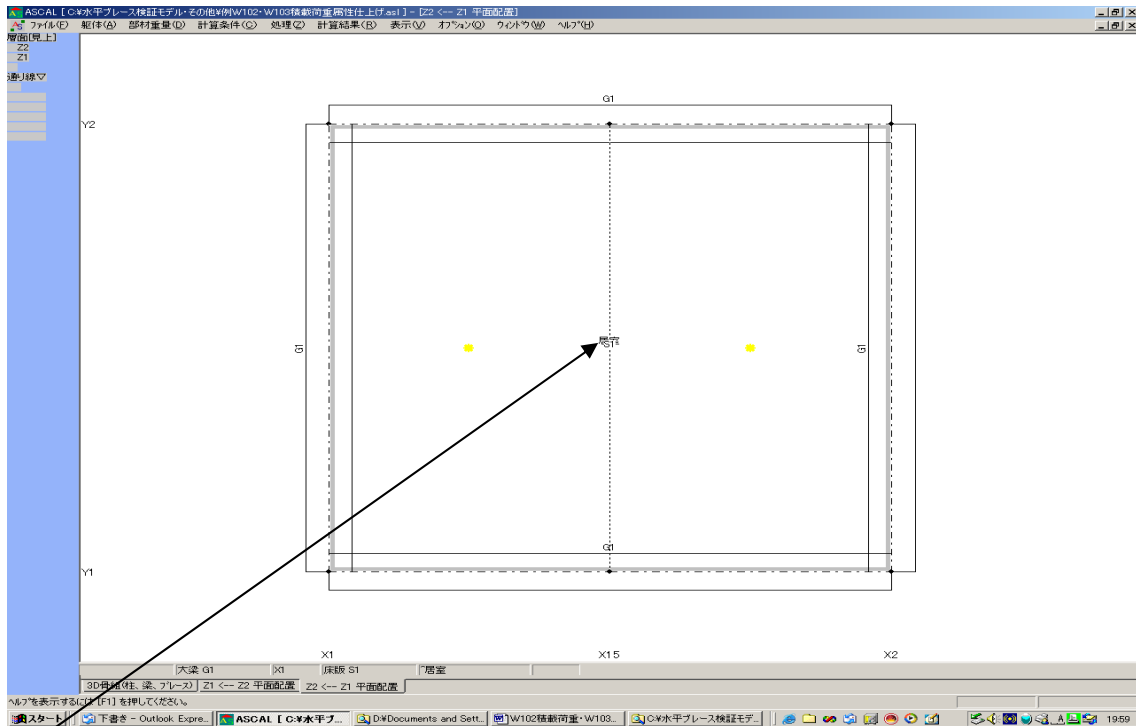 ASCAL [ C:¥水平ブレース検証モデル・その他¥例W102・W103積載荷重属性仕上げ.asl ] - [Z2 <-- Z1 平面配置]
ファイル(F) 躯体(A) 部材重量(D) 計算条件(C) 処理(Z) 計算結果(R) 表示(V) オプション(O) ウィンドウ(W) ヘルプ(H)
層面[見上]
Z2
Z1
通り線▽
G1
Y2
G1
居室
S1
G1
G1
Y1
X1 X15 X2
大梁 G1 X1 床版 S1 居室
3D骨組(柱、梁、ブレース) Z1 <-- Z2 平面配置 Z2 <-- Z1 平面配置
ヘルプを表示するには [F1] を押してください。
スタート 下書き - Outlook Expre... ASCAL [ C:¥水平ブ... D:¥Documents and Sett... W102積載荷重・W103... C:¥水平ブレース検証モデ... A 19:59